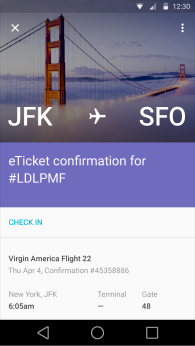 12:30
JFK SFO
eTicket confirmation for
#LDLPMF
CHECK IN
Virgin America Flight 22
Thu Apr 4, Confirmation #45358886
New York, JFK Terminal Gate
6:05am — 48